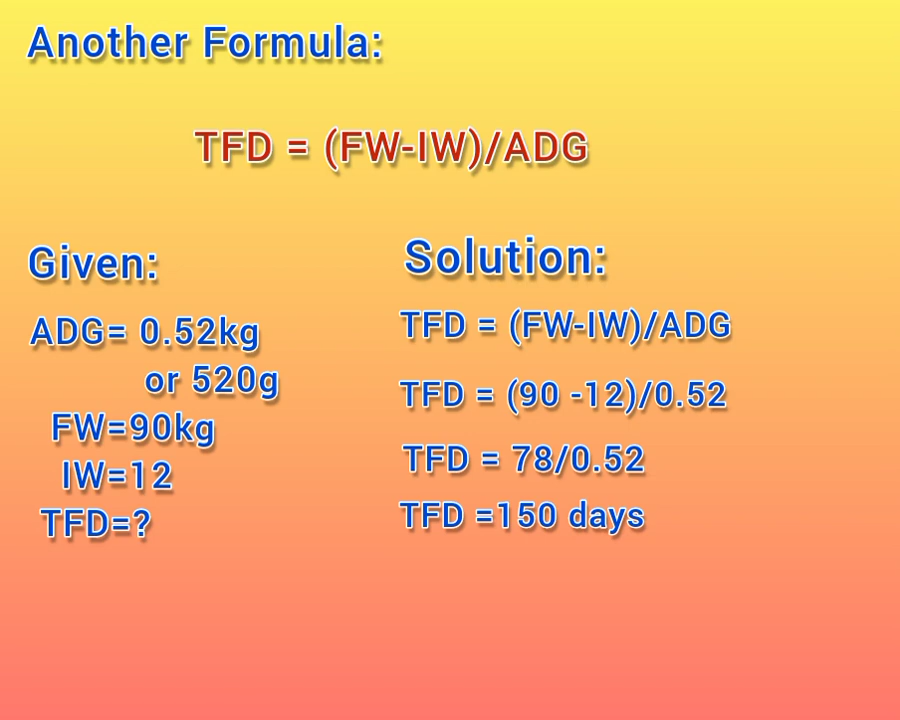 Another Formula:
TFD = (FW-IW)/ADG
Given:
ADG= 0.52kg
or 520g
FW=90kg
IW=12
TFD=?
Solution:
TFD = (FW-IW)/ADG
TFD = (90 -12)/0.52
TFD = 78/0.52
TFD =150 days